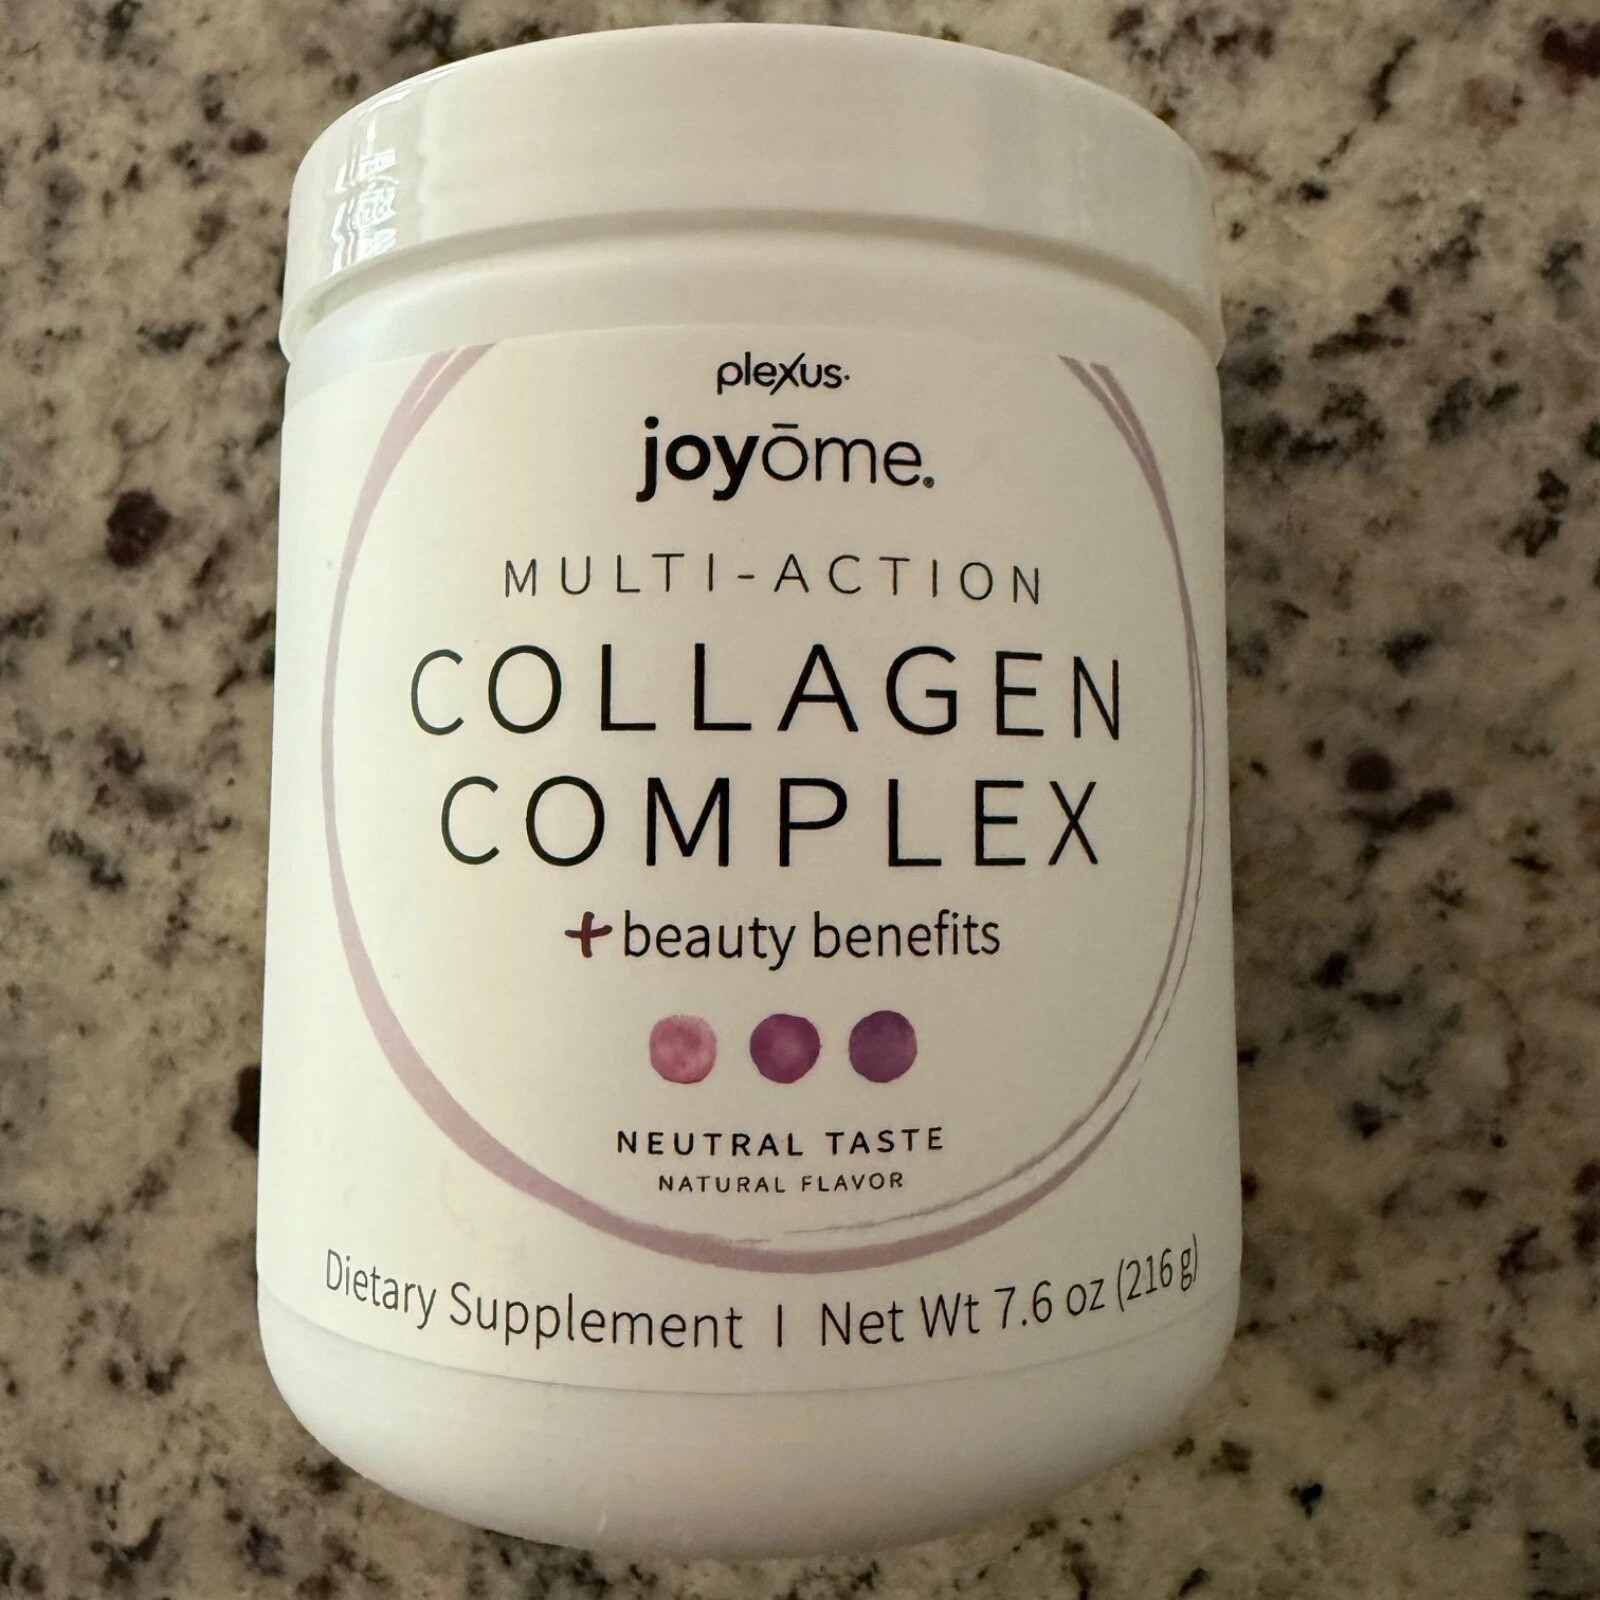 plexus
joyōme®
MULTI-ACTION
COLLAGEN
COMPLEX
+beauty benefits
NEUTRAL TASTE
NATURAL FLAVOR
Dietary Supplement | Net Wt 7.6 oz (216 g)